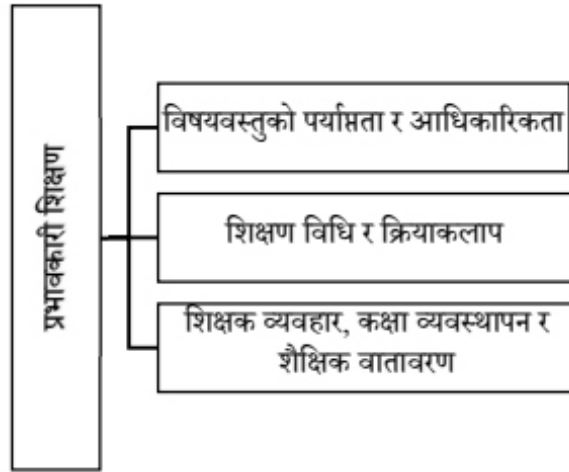 प्रभावकारी शिक्षण
विषयवस्तुको पर्याप्तता र आधिकारिकता
शिक्षण विधि र क्रियाकलाप
शिक्षक व्यवहार, कक्षा व्यवस्थापन र
शैक्षिक वातावरण